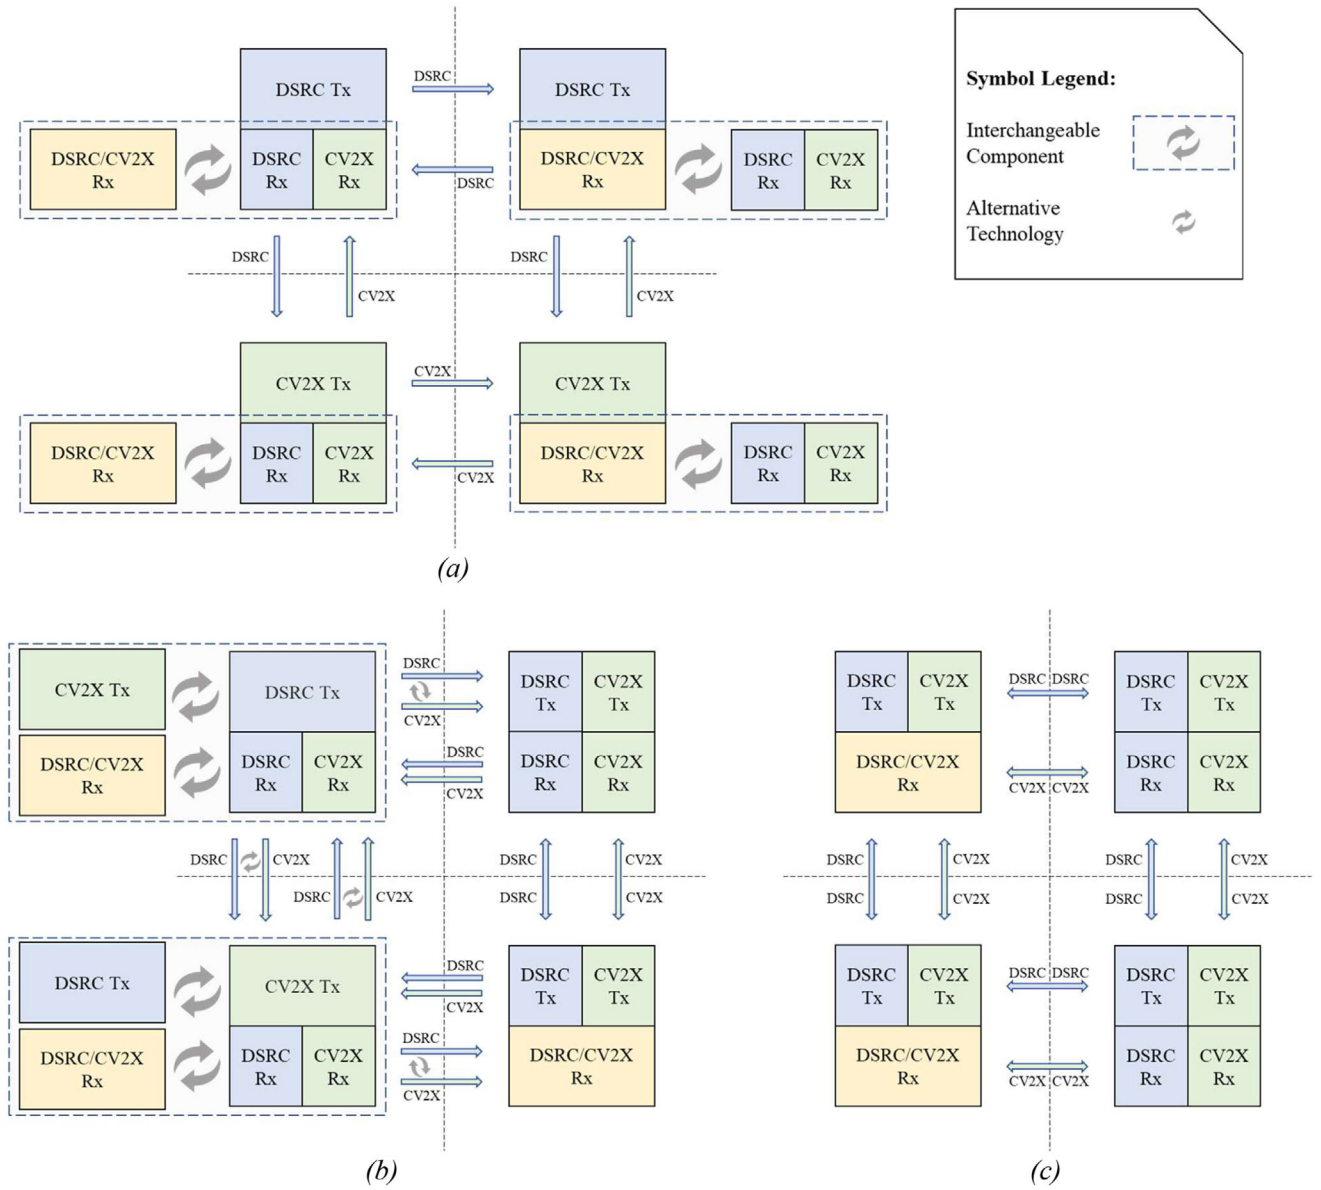 DSRC Tx
DSRC
DSRC Tx
DSRC/CV2X
Rx
DSRC
Rx
CV2X
Rx
DSRC
DSRC/CV2X
Rx
DSRC
Rx
CV2X
Rx
DSRC
CV2X
DSRC
CV2X
CV2X Tx
CV2X
CV2X Tx
DSRC/CV2X
Rx
DSRC
Rx
CV2X
Rx
CV2X
DSRC/CV2X
Rx
DSRC
Rx
CV2X
Rx
(a)
Symbol Legend:
Interchangeable
Component
Alternative
Technology
CV2X Tx
DSRC Tx
DSRC
CV2X
DSRC
Tx
CV2X
Tx
DSRC/CV2X
Rx
DSRC
Rx
CV2X
Rx
DSRC
CV2X
DSRC
Rx
CV2X
Rx
DSRC
CV2X
DSRC
CV2X
DSRC
DSRC
CV2X
CV2X
DSRC Tx
CV2X Tx
DSRC
CV2X
DSRC
Tx
CV2X
Tx
DSRC/CV2X
Rx
DSRC
Rx
CV2X
Rx
DSRC
CV2X
DSRC/CV2X
Rx
(b)
DSRC
Tx
CV2X
Tx
DSRC DSRC
DSRC
Tx
CV2X
Tx
DSRC/CV2X
Rx
CV2X CV2X
DSRC
Rx
CV2X
Rx
DSRC
DSRC
CV2X
CV2X
DSRC
DSRC
CV2X
CV2X
DSRC
Tx
CV2X
Tx
DSRC DSRC
DSRC
Tx
CV2X
Tx
DSRC/CV2X
Rx
CV2X CV2X
DSRC
Rx
CV2X
Rx
(c)